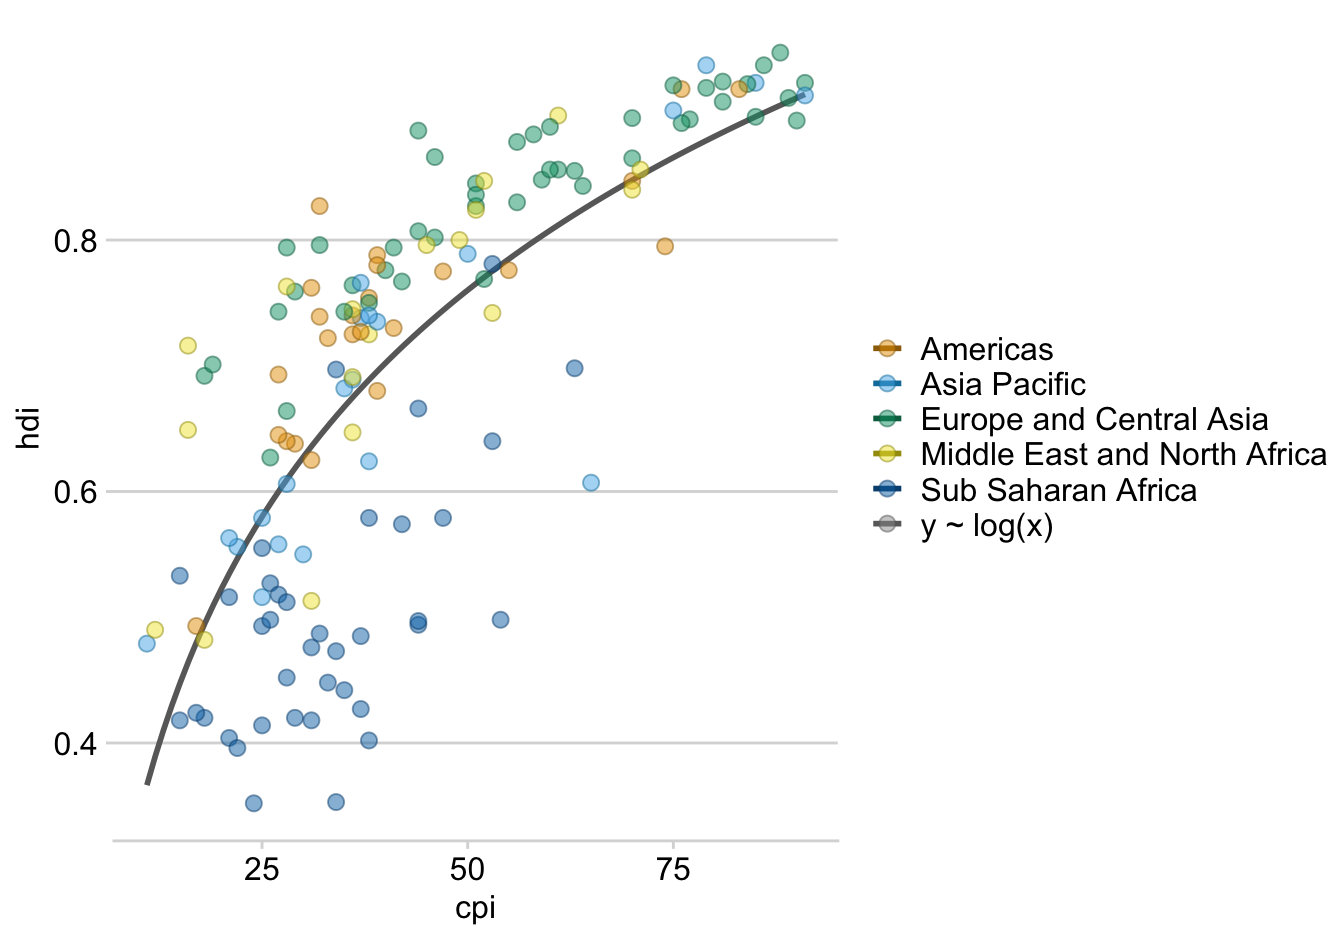 hdi
0.8
0.6
0.4
25 50 75
cpi
Americas
Asia Pacific
Europe and Central Asia
Middle East and North Africa
Sub Saharan Africa
y ~ log(x)